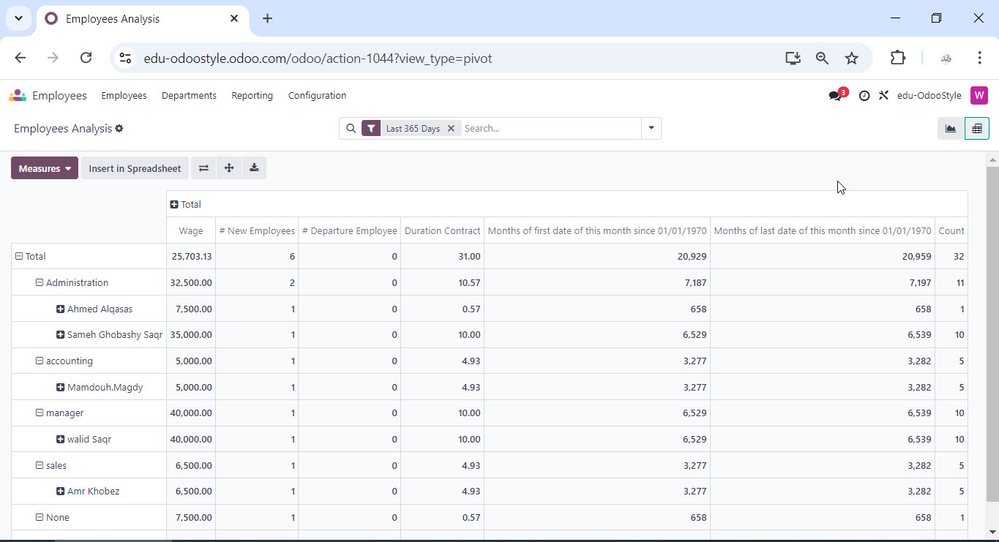 Employees Analysis
edu-odoostyle.odoo.com/odoo/action-1044?view_type=pivot
Employees Employees Departments Reporting Configuration 3 edu-OdooStyle W
Employees Analysis Last 365 Days Search...
Measures Insert in Spreadsheet
Total
Wage # New Employees # Departure Employee Duration Contract Months of first date of this month since 01/01/1970 Months of last date of this month since 01/01/1970 Count
Total 25,703.13 6 0 31.00 20,929 20,959 32
Administration 32,500.00 2 0 10.57 7,187 7,197 11
Ahmed Alqasas 7,500.00 1 0 0.57 658 658 1
Sameh Ghobashy Saqr 35,000.00 1 0 10.00 6,529 6,539 10
accounting 5,000.00 1 0 4.93 3,277 3,282 5
Mamdouh.Magdy 5,000.00 1 0 4.93 3,277 3,282 5
manager 40,000.00 1 0 10.00 6,529 6,539 10
walid Saqr 40,000.00 1 0 10.00 6,529 6,539 10
sales 6,500.00 1 0 4.93 3,277 3,282 5
Amr Khobez 6,500.00 1 0 4.93 3,277 3,282 5
None 7,500.00 1 0 0.57 658 658 1